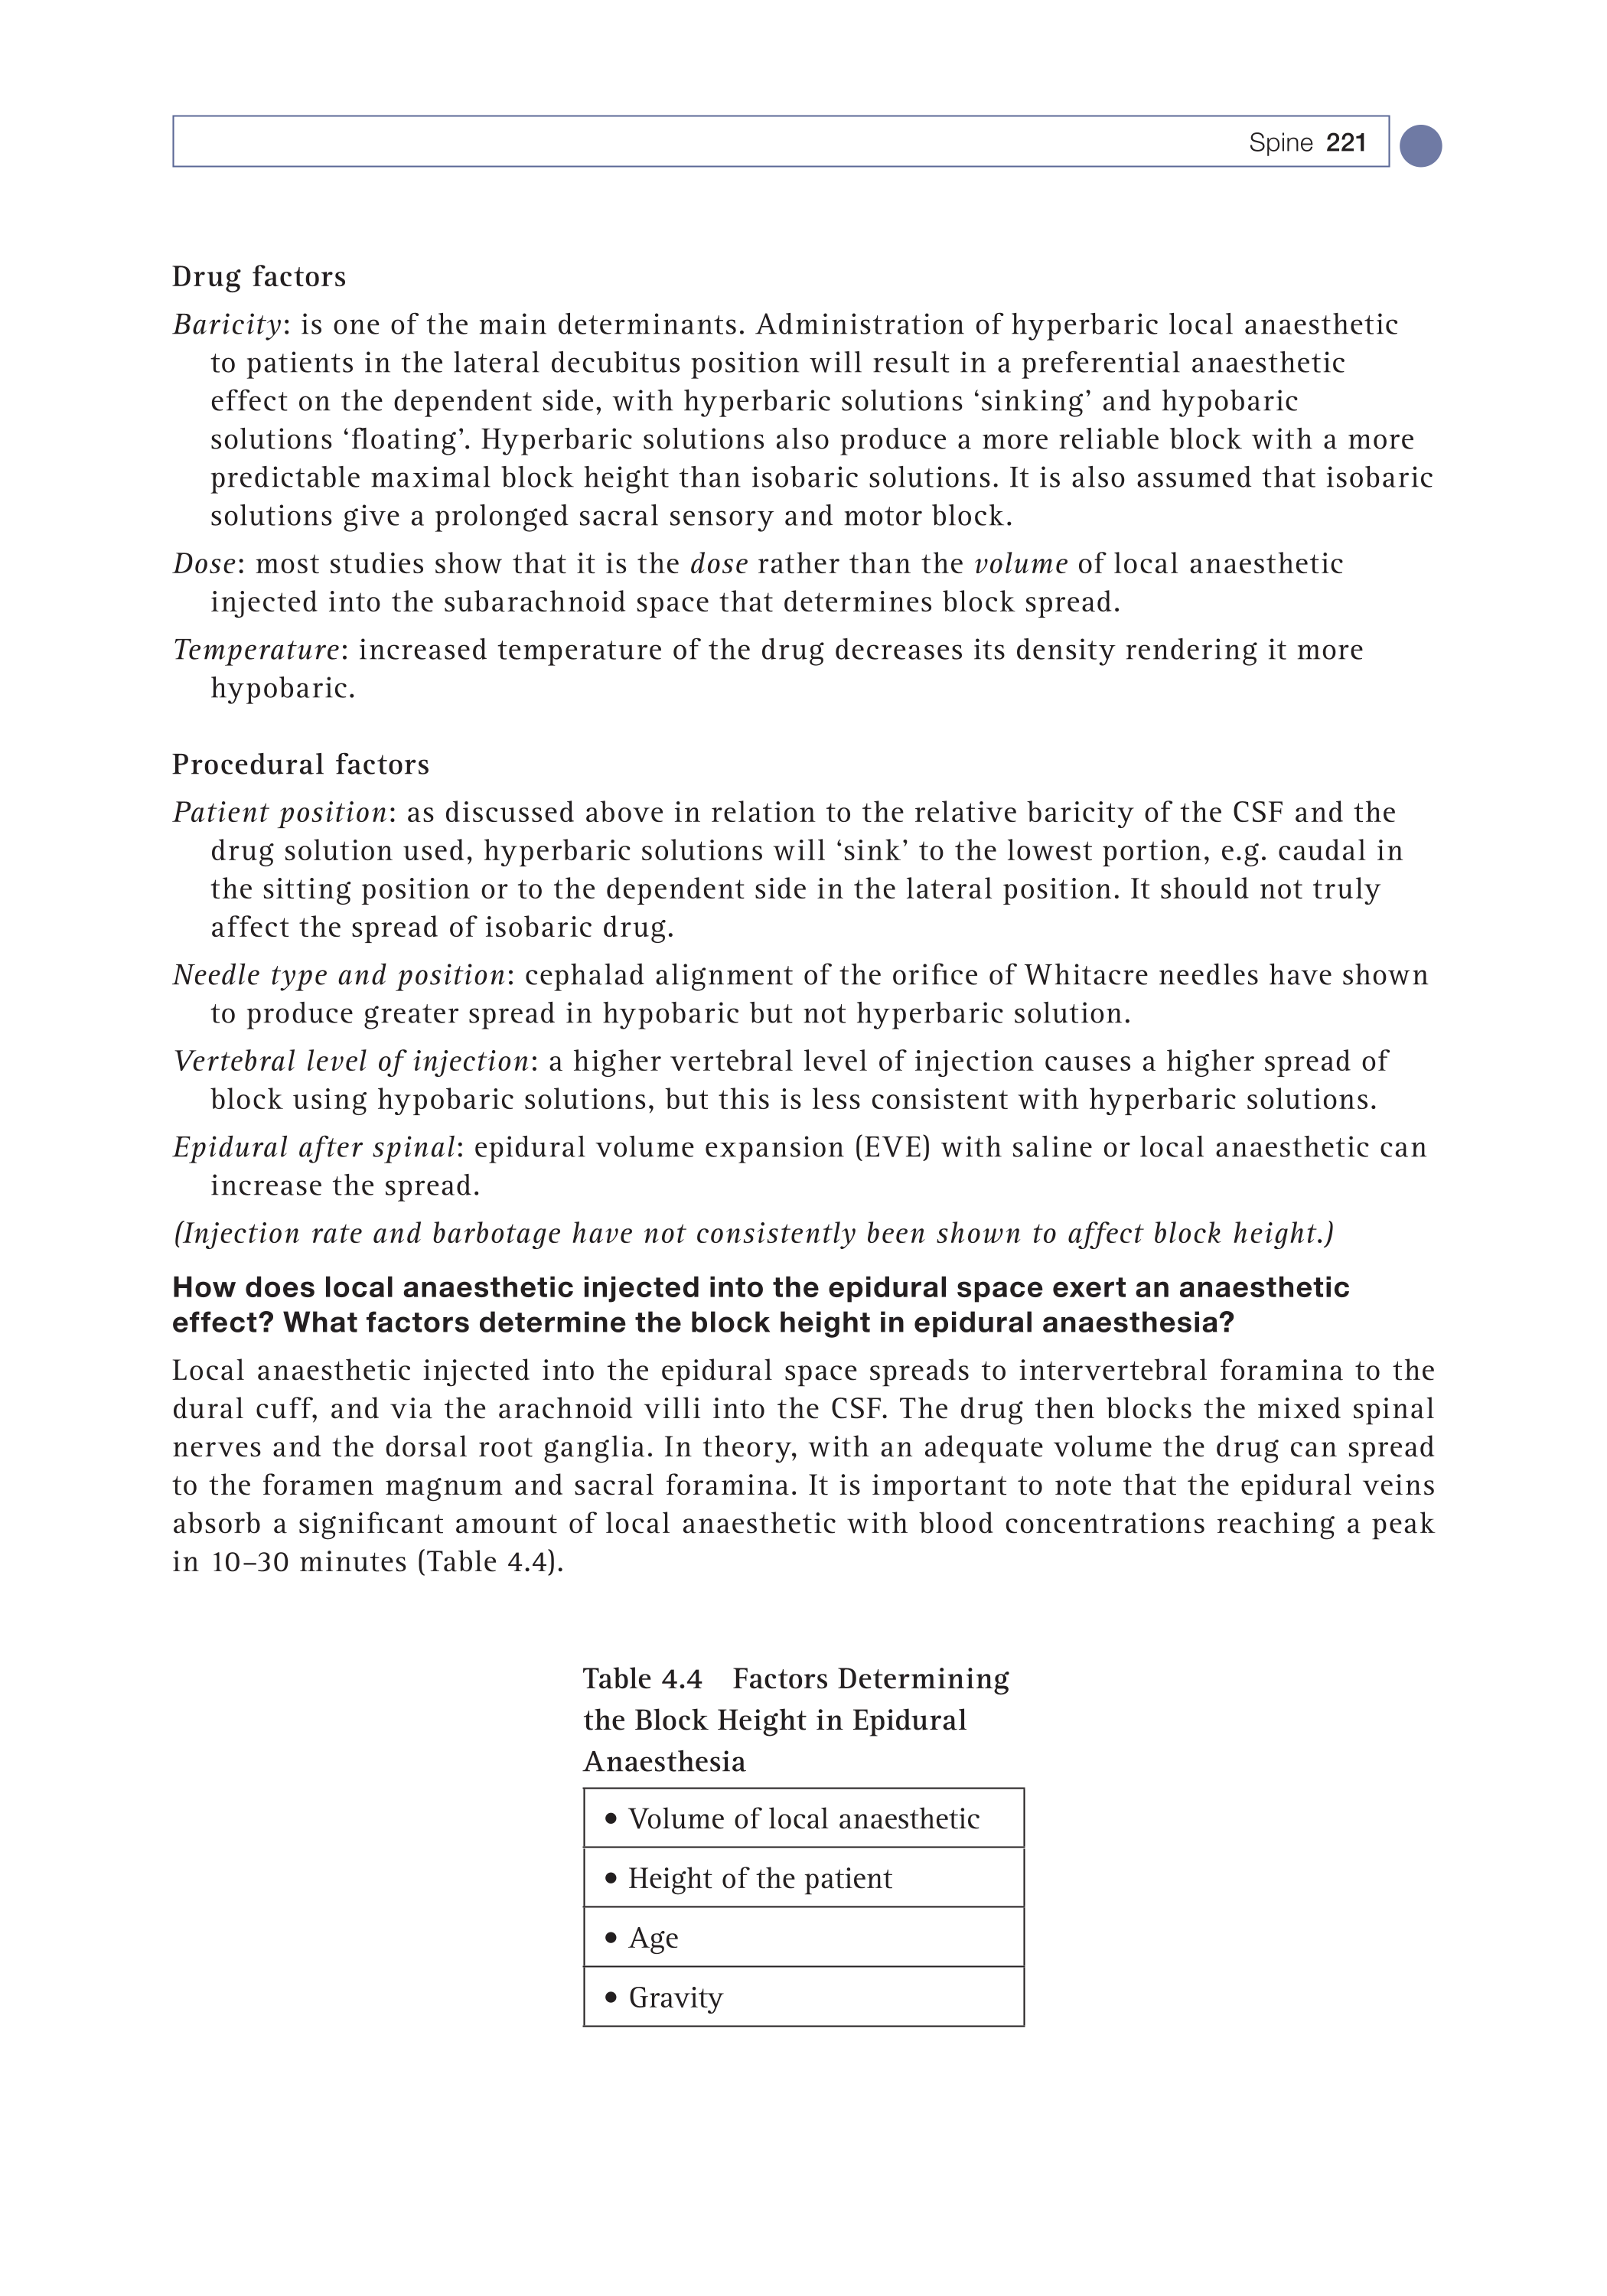 Spine 221
Drug factors
Baricity: is one of the main determinants. Administration of hyperbaric local anaesthetic
to patients in the lateral decubitus position will result in a preferential anaesthetic
effect on the dependent side, with hyperbaric solutions ‘sinking’ and hypobaric
solutions ‘floating’. Hyperbaric solutions also produce a more reliable block with a more
predictable maximal block height than isobaric solutions. It is also assumed that isobaric
solutions give a prolonged sacral sensory and motor block.
Dose: most studies show that it is the dose rather than the volume of local anaesthetic
injected into the subarachnoid space that determines block spread.
Temperature: increased temperature of the drug decreases its density rendering it more
hypobaric.
Procedural factors
Patient position: as discussed above in relation to the relative baricity of the CSF and the
drug solution used, hyperbaric solutions will ‘sink’ to the lowest portion, e.g. caudal in
the sitting position or to the dependent side in the lateral position. It should not truly
affect the spread of isobaric drug.
Needle type and position: cephalad alignment of the orifice of Whitacre needles have shown
to produce greater spread in hypobaric but not hyperbaric solution.
Vertebral level of injection: a higher vertebral level of injection causes a higher spread of
block using hypobaric solutions, but this is less consistent with hyperbaric solutions.
Epidural after spinal: epidural volume expansion (EVE) with saline or local anaesthetic can
increase the spread.
(Injection rate and barbotage have not consistently been shown to affect block height.)
How does local anaesthetic injected into the epidural space exert an anaesthetic
effect? What factors determine the block height in epidural anaesthesia?
Local anaesthetic injected into the epidural space spreads to intervertebral foramina to the
dural cuff, and via the arachnoid villi into the CSF. The drug then blocks the mixed spinal
nerves and the dorsal root ganglia. In theory, with an adequate volume the drug can spread
to the foramen magnum and sacral foramina. It is important to note that the epidural veins
absorb a significant amount of local anaesthetic with blood concentrations reaching a peak
in 10–30 minutes (Table 4.4).
Table 4.4 Factors Determining
the Block Height in Epidural
Anaesthesia
• Volume of local anaesthetic
• Height of the patient
• Age
• Gravity